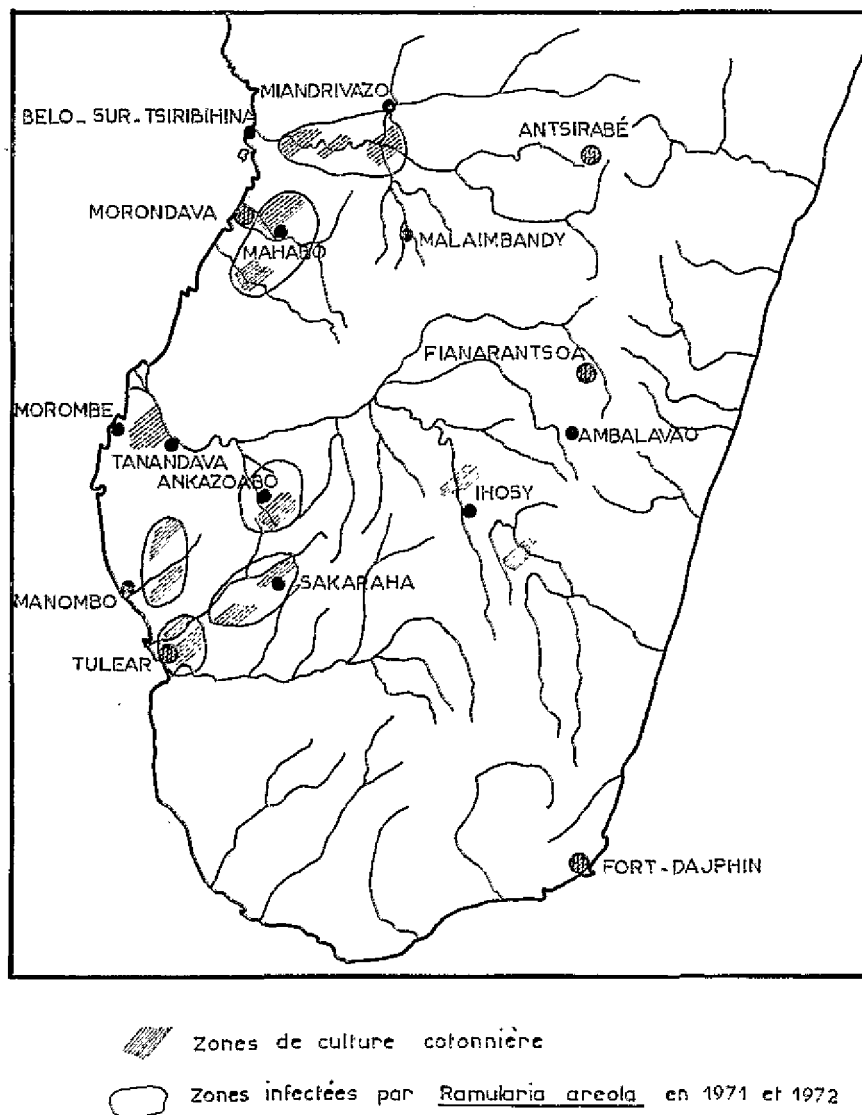 MIANDRIVAZO
BELO_SUR_TSIRIBIHINA
ANTSIRABÉ
MORONDAVA
MAHABO
MALAIMBANDY
FIANARANTSOA
MOROMBE
AMBALAVAO
TANANDAVA
ANKAZOABO
IHOSY
SAKARAHA
MANOMBO
TULEAR
FORT-DAJPHIN
Zones de culture cotonnière
Zones infectées par Ramularia areola en 1971 et 1972